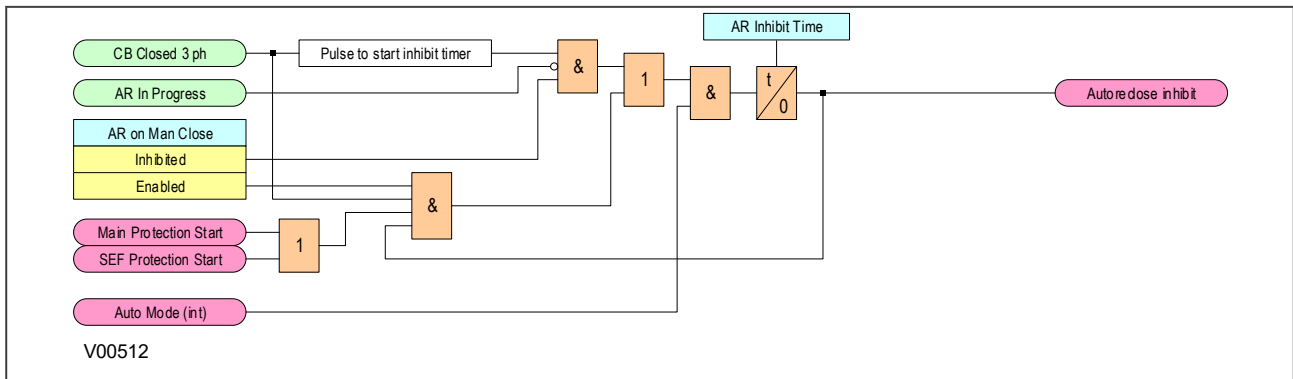 AR Inhibit Time
CB Closed 3 ph
Pulse to start inhibit timer
&
1
&
t
0
AR In Progress
Autoreclose inhibit
AR on Man Close
Inhibited
Enabled
&
Main Protection Start
1
SEF Protection Start
Auto Mode (int)
V00512